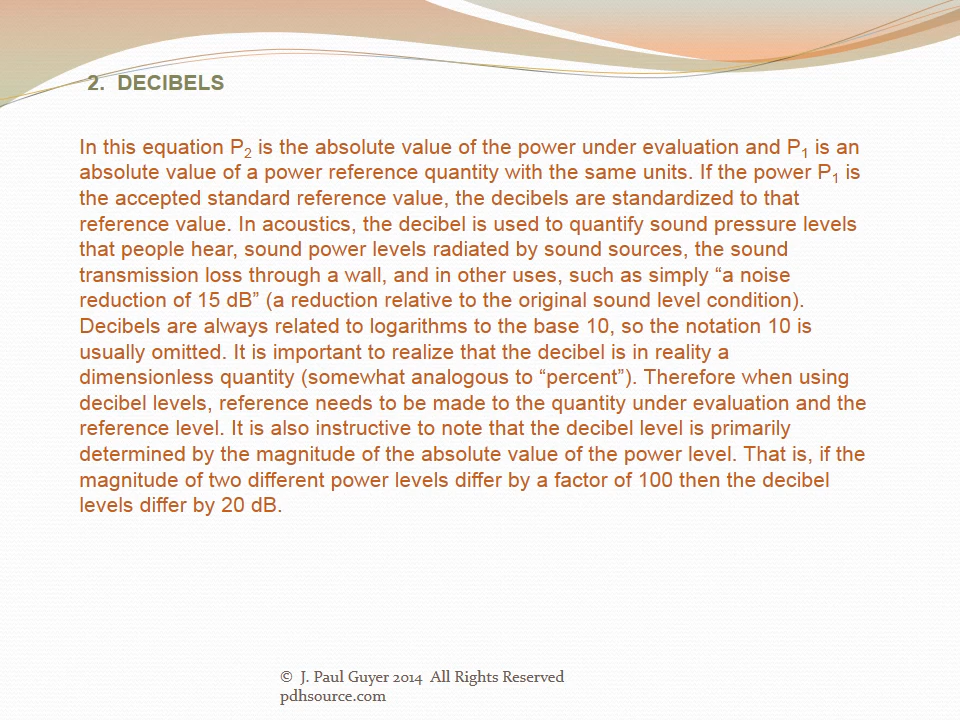 2.  DECIBELS
In this equation P2 is the absolute value of the power under evaluation and P1 is an
absolute value of a power reference quantity with the same units. If the power P1 is
the accepted standard reference value, the decibels are standardized to that
reference value. In acoustics, the decibel is used to quantify sound pressure levels
that people hear, sound power levels radiated by sound sources, the sound
transmission loss through a wall, and in other uses, such as simply “a noise
reduction of 15 dB” (a reduction relative to the original sound level condition).
Decibels are always related to logarithms to the base 10, so the notation 10 is
usually omitted. It is important to realize that the decibel is in reality a
dimensionless quantity (somewhat analogous to “percent”). Therefore when using
decibel levels, reference needs to be made to the quantity under evaluation and the
reference level. It is also instructive to note that the decibel level is primarily
determined by the magnitude of the absolute value of the power level. That is, if the
magnitude of two different power levels differ by a factor of 100 then the decibel
levels differ by 20 dB.
©  J. Paul Guyer 2014  All Rights Reserved
pdhsource.com